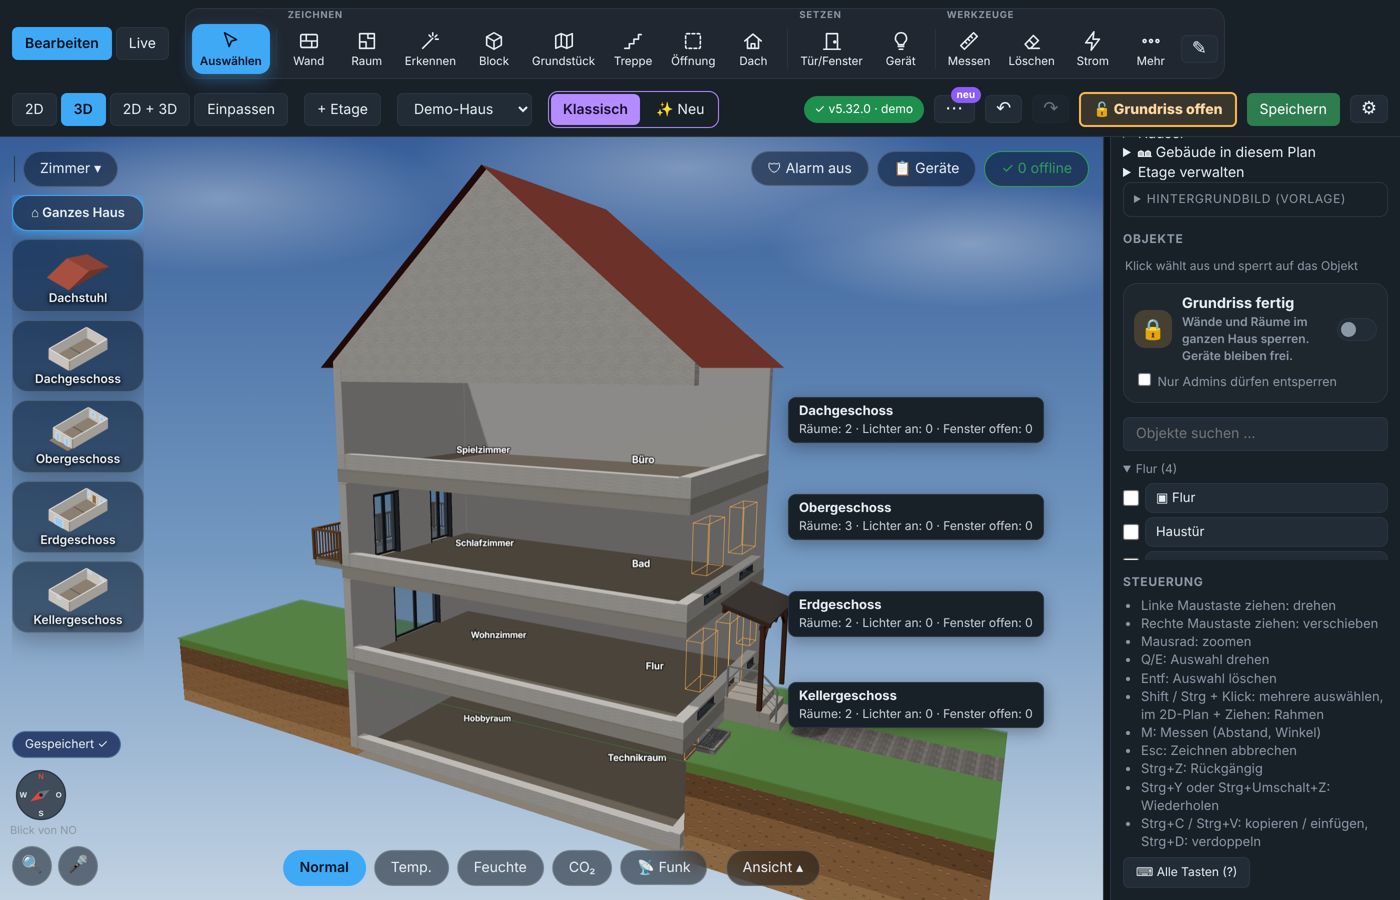 ZEICHNEN
SETZEN
WERKZEUGE
Bearbeiten
Live
Auswählen
Wand
Raum
Erkennen
Block
Grundstück
Treppe
Öffnung
Dach
Tür/Fenster
Gerät
Messen
Löschen
Strom
Mehr
2D
3D
2D + 3D
Einpassen
+ Etage
Demo-Haus
Klassisch
✨ Neu
✓ v5.32.0 · demo
neu
Grundriss offen
Speichern
Zimmer ▾
⌂ Ganzes Haus
Dachstuhl
Dachgeschoss
Obergeschoss
Erdgeschoss
Kellergeschoss
Alarm aus
Geräte
✓ 0 offline
Spielzimmer
Büro
Schlafzimmer
Bad
Wohnzimmer
Flur
Hobbyraum
Technikraum
Dachgeschoss
Räume: 2 · Lichter an: 0 · Fenster offen: 0
Obergeschoss
Räume: 3 · Lichter an: 0 · Fenster offen: 0
Erdgeschoss
Räume: 2 · Lichter an: 0 · Fenster offen: 0
Kellergeschoss
Räume: 2 · Lichter an: 0 · Fenster offen: 0
Gespeichert ✓
N
W
O
S
Blick von NO
Normal
Temp.
Feuchte
CO₂
Funk
Ansicht ▴
▶ Gebäude in diesem Plan
▶ Etage verwalten
▶ HINTERGRUNDBILD (VORLAGE)
OBJEKTE
Klick wählt aus und sperrt auf das Objekt
Grundriss fertig
Wände und Räume im
ganzen Haus sperren.
Geräte bleiben frei.
Nur Admins dürfen entsperren
Objekte suchen ...
▼ Flur (4)
Flur
Haustür
STEUERUNG
• Linke Maustaste ziehen: drehen
• Rechte Maustaste ziehen: verschieben
• Mausrad: zoomen
• Q/E: Auswahl drehen
• Entf: Auswahl löschen
• Shift / Strg + Klick: mehrere auswählen,
im 2D-Plan + Ziehen: Rahmen
• M: Messen (Abstand, Winkel)
• Esc: Zeichnen abbrechen
• Strg+Z: Rückgängig
• Strg+Y oder Strg+Umschalt+Z:
Wiederholen
• Strg+C / Strg+V: kopieren / einfügen,
Strg+D: verdoppeln
Alle Tasten (?)